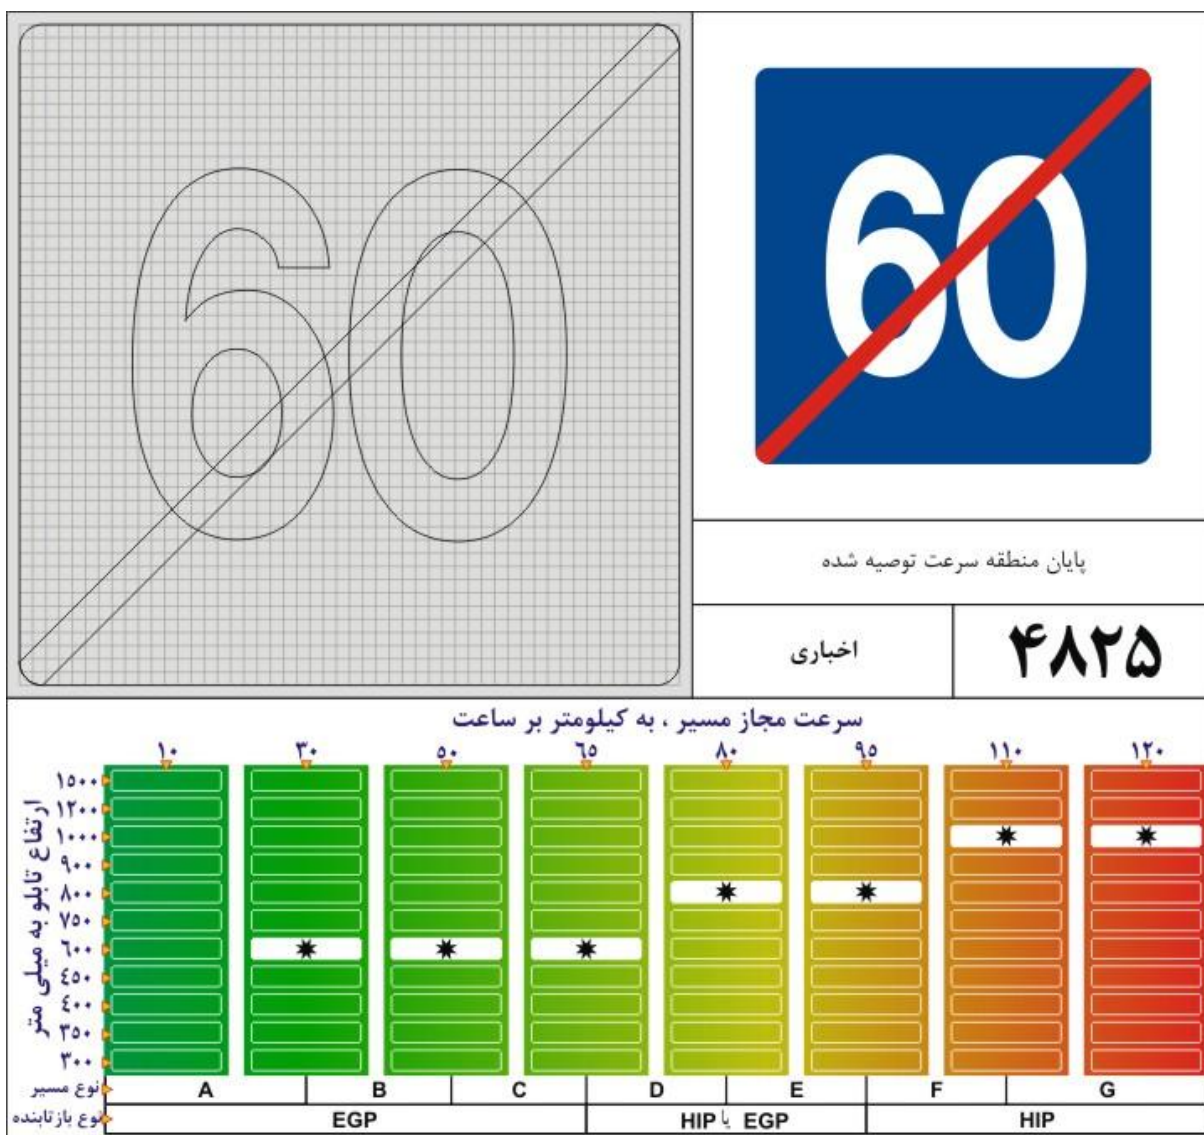 60
60
پایان منطقه سرعت توصیه شده
اخباری
۴۸۲۵
سرعت مجاز مسیر ، به کیلومتر بر ساعت
۱۰ ۳۰ ۵۰ ۶۵ ۸۰ ۹۵ ۱۱۰ ۱۲۰
ارتفاع تابلو به میلی متر
۱۵۰۰
۱۲۰۰
۱۰۰۰
۹۰۰
۸۰۰
۷۵۰
۶۰۰
۴۵۰
۴۰۰
۳۵۰
۳۰۰
نوع مسیر A B C D E F G
نوع بازتابنده EGP HIP یا EGP HIP